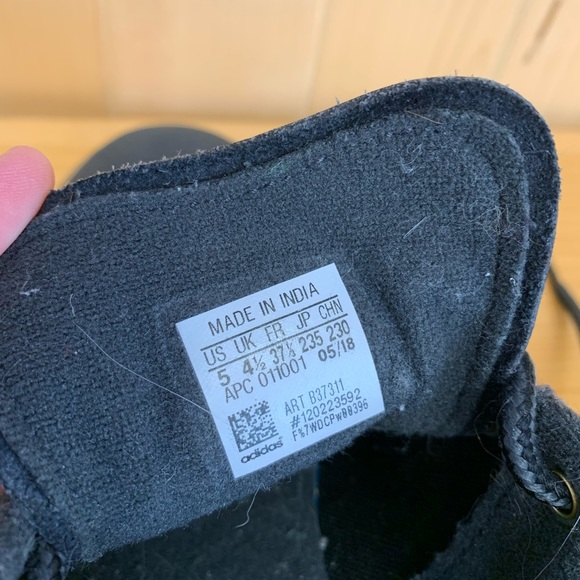 MADE IN INDIA
US UK FR JP CHN
5 4½ 37⅓ 235 230
APC 011001 05/18
ART B37311
#120223592
F%7WDCPW00396
adidas